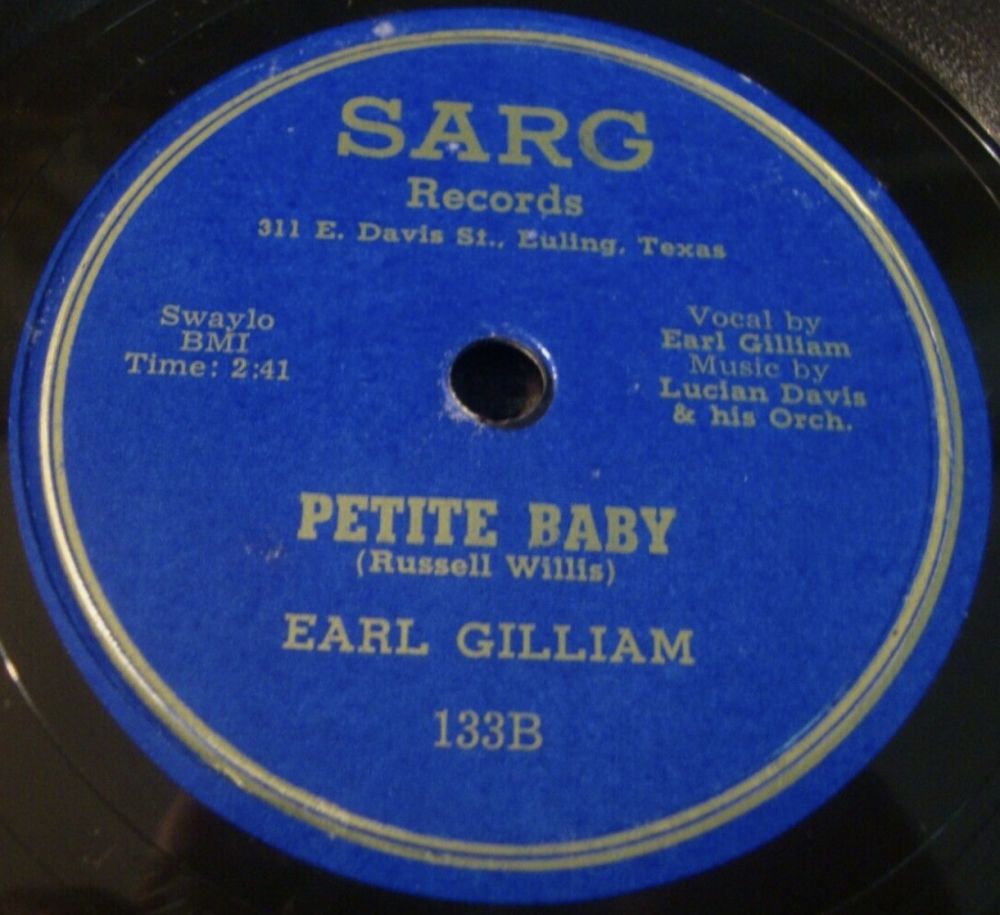 SARG
Records
311 E. Davis St., Luling, Texas
Swaylo
BMI
Time: 2:41
Vocal by
Earl Gilliam
Music by
Lucian Davis
& his Orch.
PETITE BABY
(Russell Willis)
EARL GILLIAM
133B